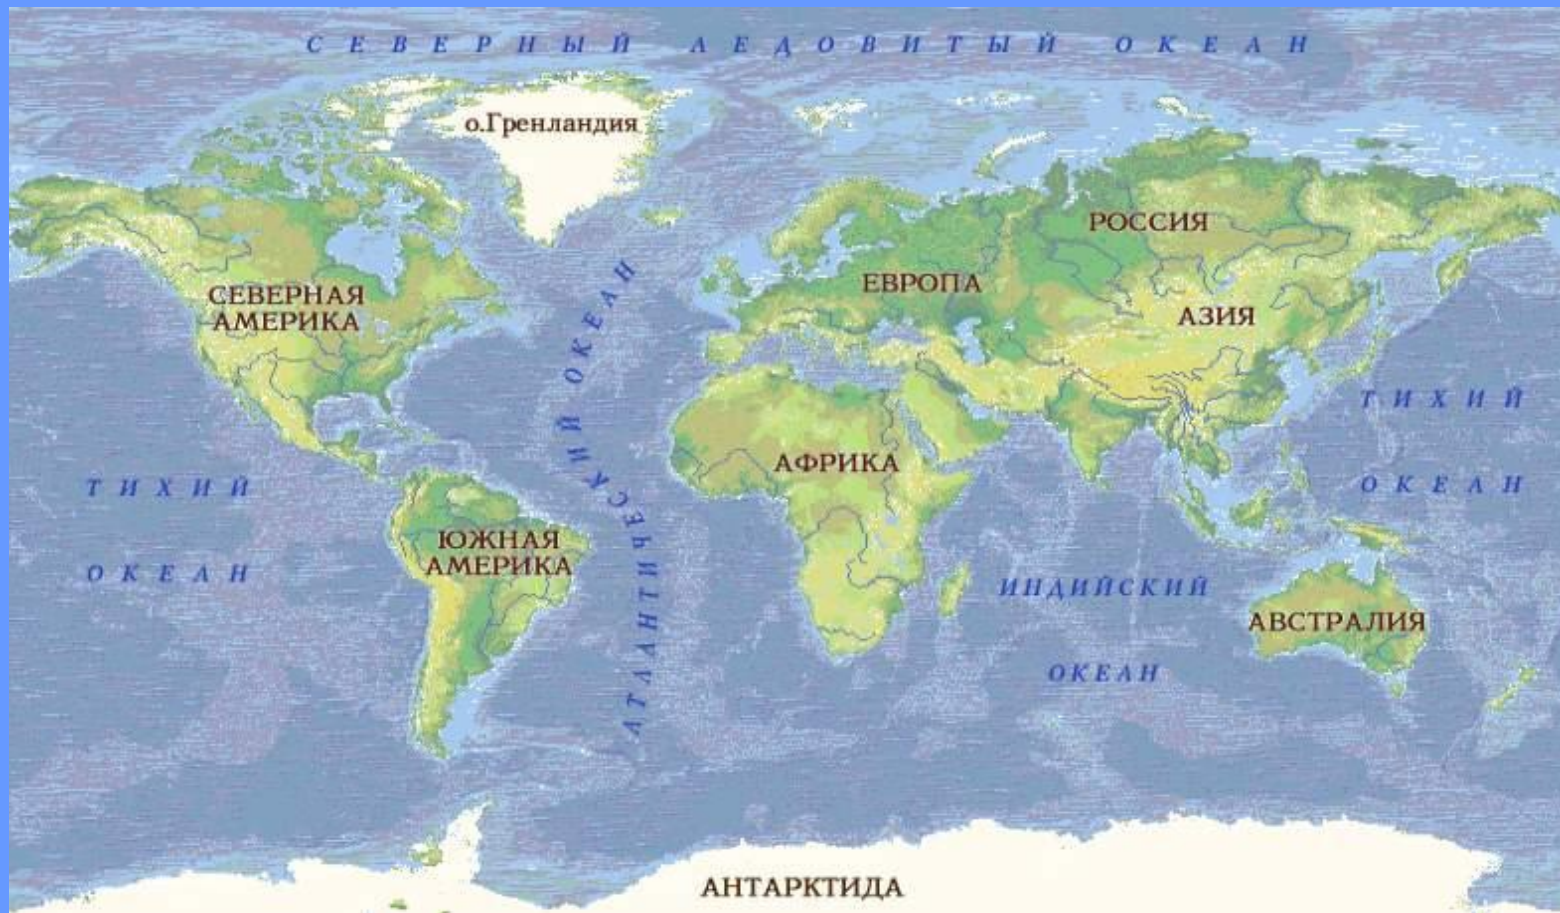 СЕВЕРНЫЙ ЛЕДОВИТЫЙ ОКЕАН
о.Гренландия
РОССИЯ
ЕВРОПА
СЕВЕРНАЯ
АМЕРИКА
АЗИЯ
АТЛАНТИЧЕСКИЙ ОКЕАН
ТИХИЙ
ОКЕАН
АФРИКА
ТИХИЙ
ОКЕАН
ЮЖНАЯ
АМЕРИКА
ИНДИЙСКИЙ
ОКЕАН
АВСТРАЛИЯ
АНТАРКТИДА